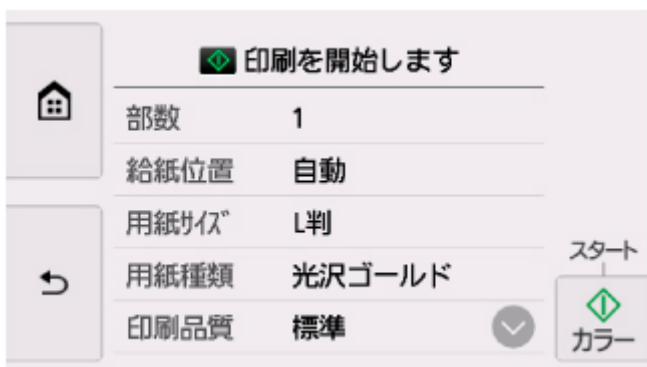 印刷を開始します
部数 1
給紙位置 自動
用紙ｻｲｽﾞ L判
用紙種類 光沢ゴールド
印刷品質 標準
スタート
カラー